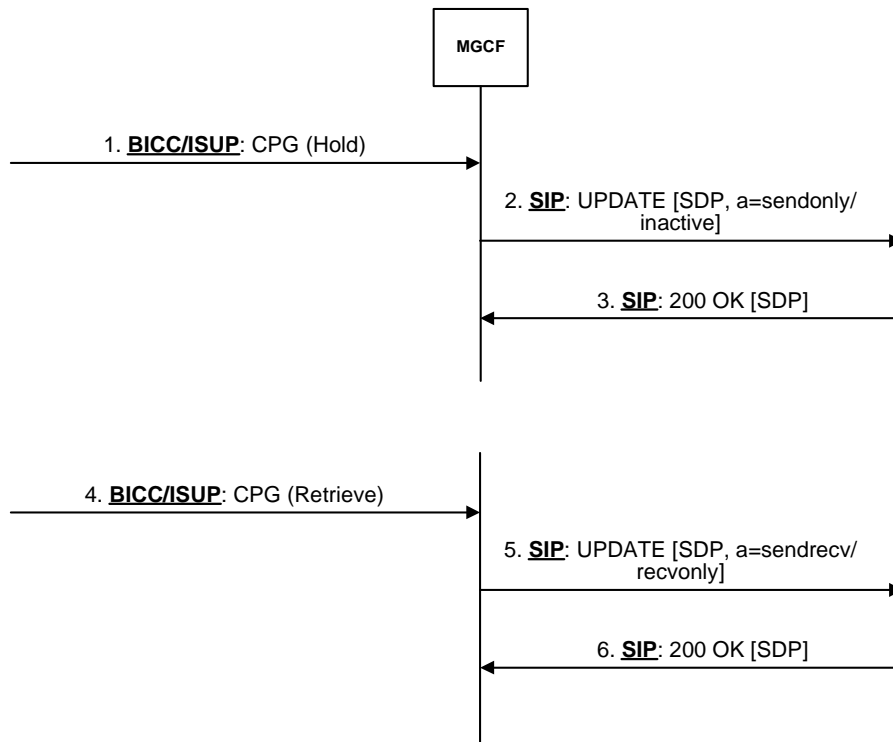 MGCF
1. BICC/ISUP: CPG (Hold)
2. SIP: UPDATE [SDP, a=sendonly/
inactive]
3. SIP: 200 OK [SDP]
4. BICC/ISUP: CPG (Retrieve)
5. SIP: UPDATE [SDP, a=sendrecv/
recvonly]
6. SIP: 200 OK [SDP]